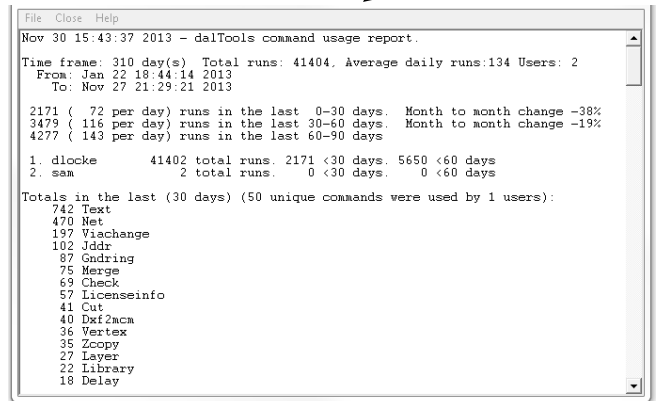 File Close Help
Nov 30 15:43:37 2013 - dalTools command usage report.
Time frame: 310 day(s) Total runs: 41404, Average daily runs:134 Users: 2
From: Jan 22 18:44:14 2013
To: Nov 27 21:29:21 2013
2171 ( 72 per day) runs in the last 0-30 days. Month to month change -38%
3479 ( 116 per day) runs in the last 30-60 days. Month to month change -19%
4277 ( 143 per day) runs in the last 60-90 days
1. dlocke 41402 total runs. 2171 <30 days. 5650 <60 days
2. sam 2 total runs. 0 <30 days. 0 <60 days
Totals in the last (30 days) (50 unique commands were used by 1 users):
742 Text
470 Net
197 Viachange
102 Jddr
87 Gndring
75 Merge
69 Check
57 Licenseinfo
41 Cut
40 Dxf2mcm
36 Vertex
35 Zcopy
27 Layer
22 Library
18 Delay